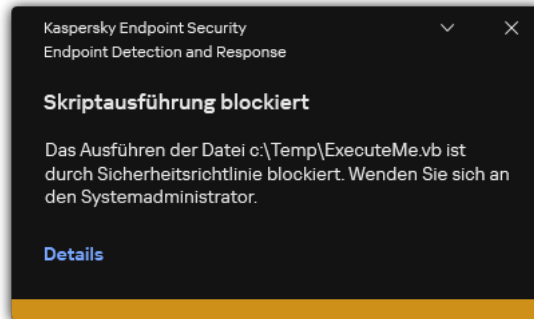 Kaspersky Endpoint Security
Endpoint Detection and Response
Skriptausführung blockiert
Das Ausführen der Datei c:\Temp\ExecuteMe.vb ist
durch Sicherheitsrichtlinie blockiert. Wenden Sie sich an
den Systemadministrator.
Details